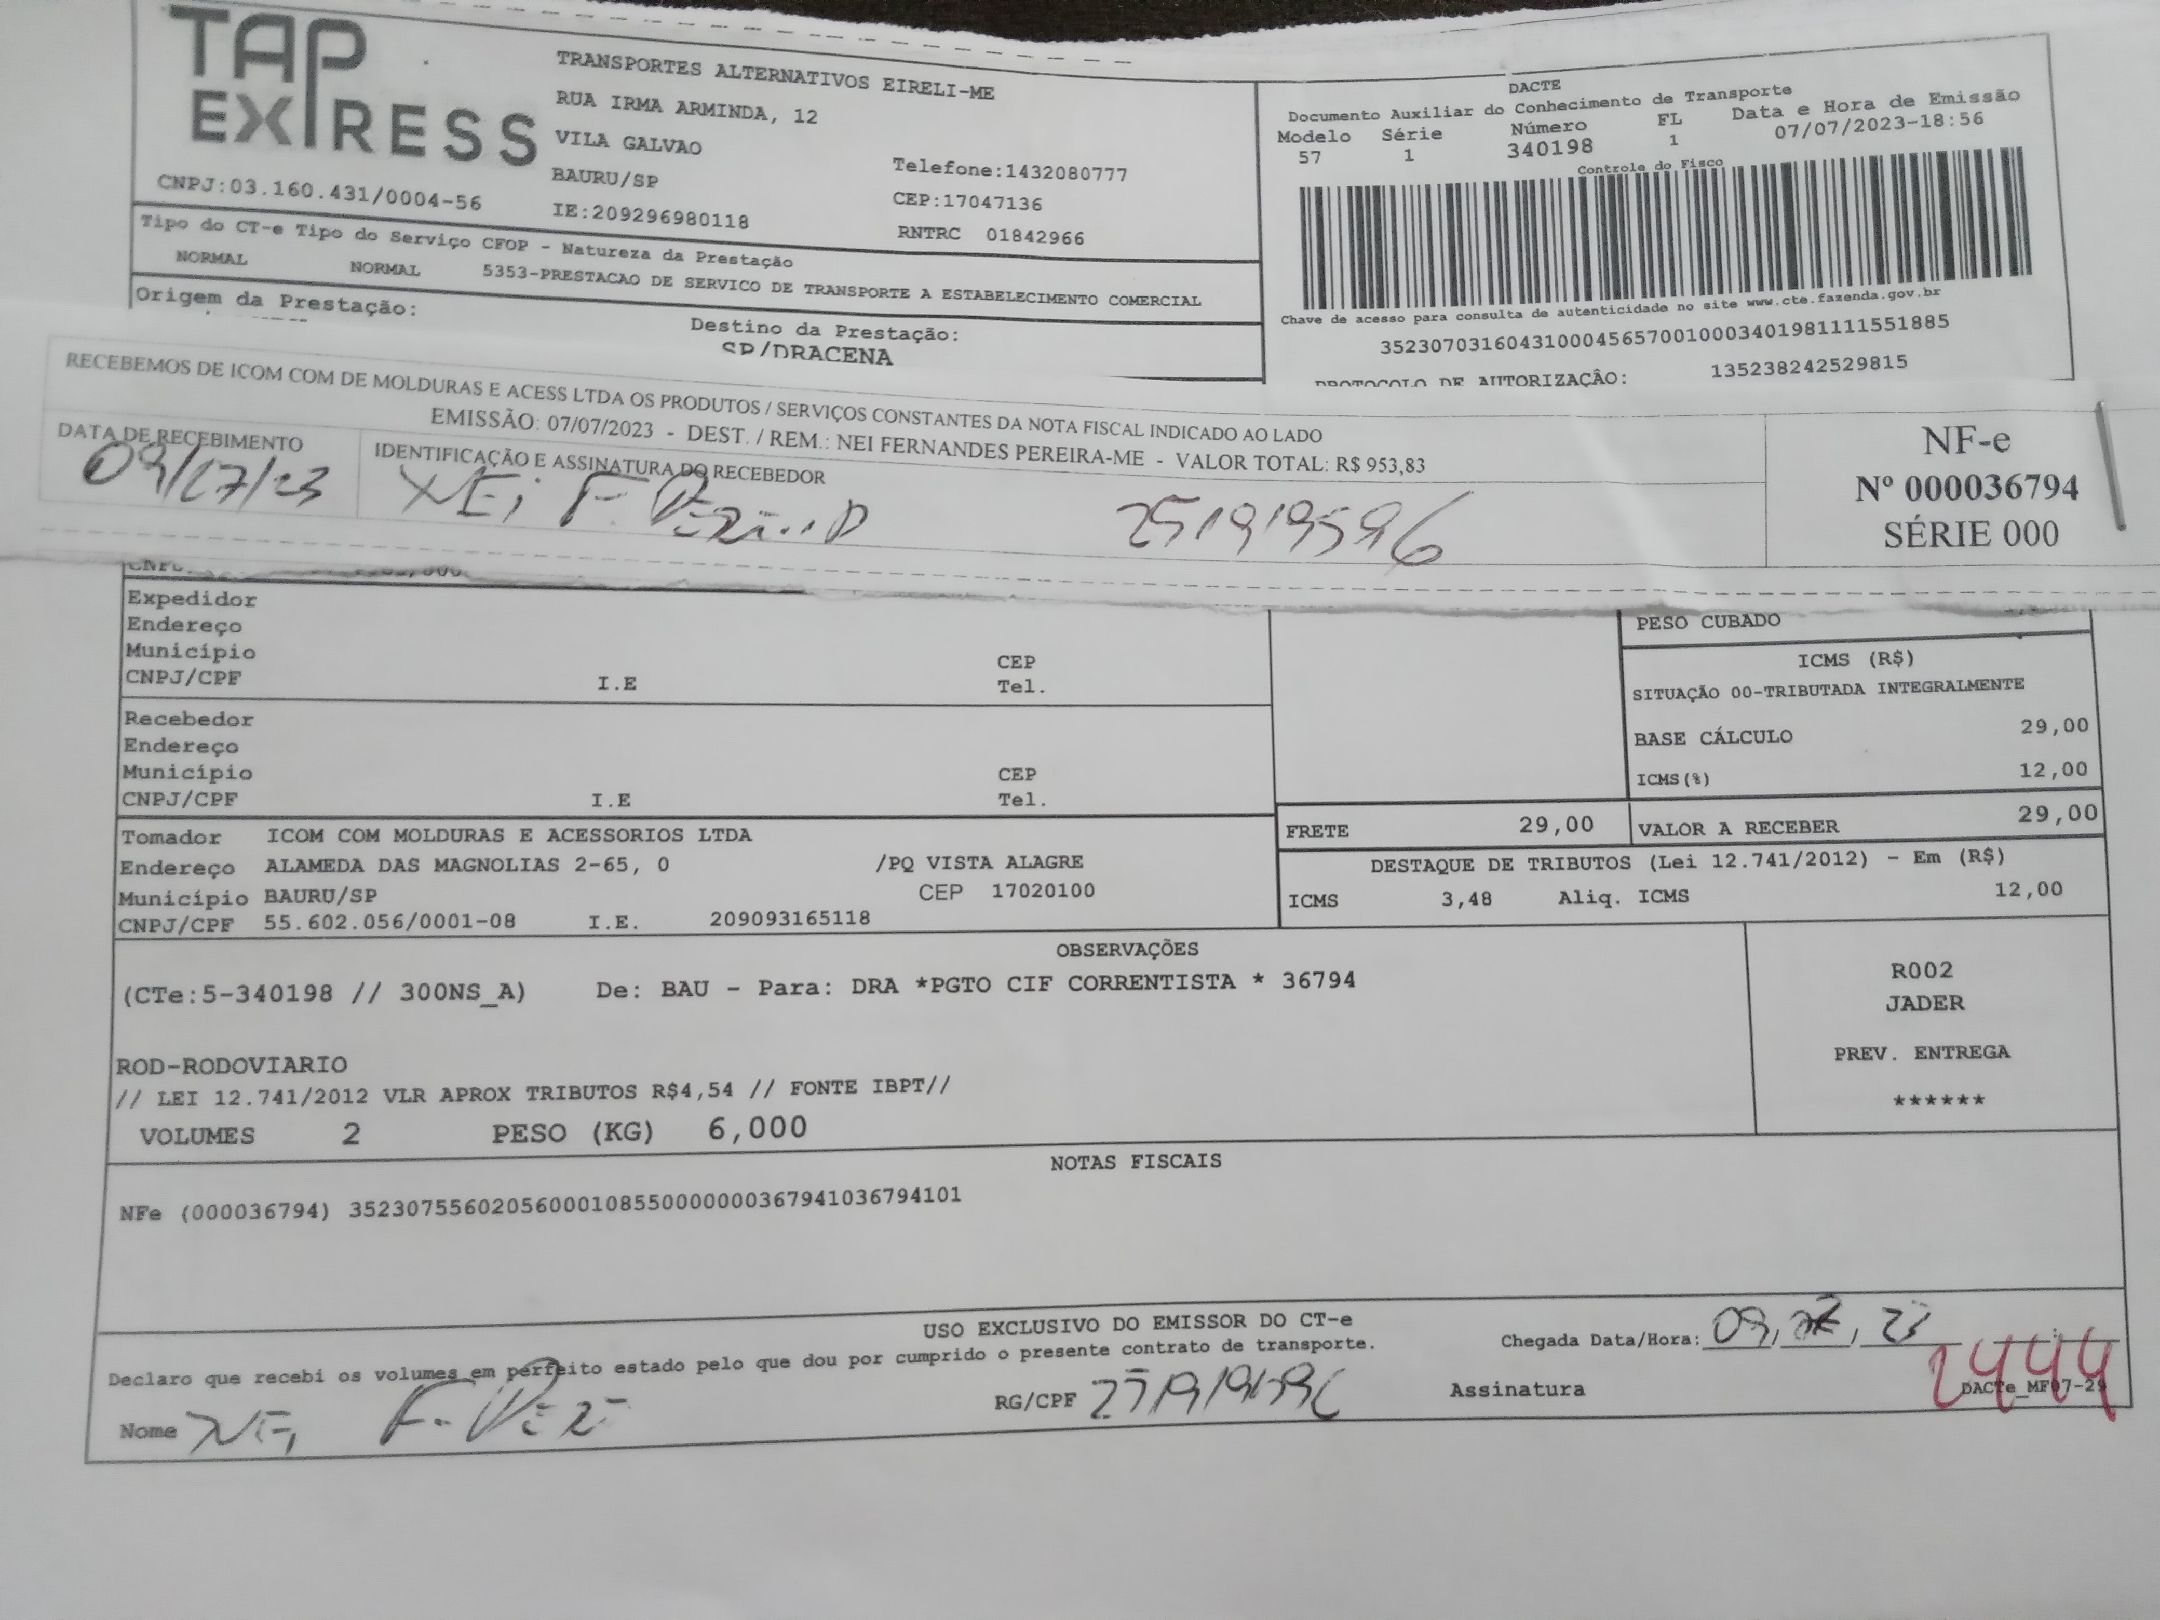 TAP
EXPRESS
CNPJ:03.160.431/0004-56
TRANSPORTES ALTERNATIVOS EIRELI-ME
RUA IRMA ARMINDA, 12
VILA GALVAO
BAURU/SP
IE:209296980118
Telefone:1432080777
CEP:17047136
RNTRC 01842966
DACTE
Documento Auxiliar do Conhecimento de Transporte
Modelo Série Número FL Data e Hora de Emissão
57 1 340198 1 07/07/2023-18:56
Controle do Fisco
Chave de acesso para consulta de autenticidade no site www.cte.fazenda.gov.br
35230703160431000456570010003401981111551885
PROTOCOLO DE AUTORIZAÇÂO: 135238242529815
Tipo do CT-e Tipo do Serviço CFOP - Natureza da Prestação
NORMAL NORMAL 5353-PRESTACAO DE SERVICO DE TRANSPORTE A ESTABELECIMENTO COMERCIAL
Origem da Prestação:
Destino da Prestação:
SP/DRACENA
RECEBEMOS DE ICOM COM DE MOLDURAS E ACESS LTDA OS PRODUTOS / SERVIÇOS CONSTANTES DA NOTA FISCAL INDICADO AO LADO
EMISSÃO: 07/07/2023 - DEST. / REM.: NEI FERNANDES PEREIRA-ME - VALOR TOTAL: R$ 953,83
DATA DE RECEBIMENTO
IDENTIFICAÇÃO E ASSINATURA DO RECEBEDOR
NEi F.
NF-e
Nº 000036794
SÉRIE 000
Expedidor
Endereço
Município CEP
CNPJ/CPF I.E Tel.
Recebedor
Endereço
Município CEP
CNPJ/CPF I.E Tel.
Tomador ICOM COM MOLDURAS E ACESSORIOS LTDA
Endereço ALAMEDA DAS MAGNOLIAS 2-65, 0 /PQ VISTA ALAGRE
Município BAURU/SP CEP 17020100
CNPJ/CPF 55.602.056/0001-08 I.E. 209093165118
PESO CUBADO
ICMS (R$)
SITUAÇÃO 00-TRIBUTADA INTEGRALMENTE
BASE CÁLCULO 29,00
ICMS(%) 12,00
FRETE 29,00 VALOR A RECEBER 29,00
DESTAQUE DE TRIBUTOS (Lei 12.741/2012) - Em (R$)
ICMS 3,48 Aliq. ICMS 12,00
OBSERVAÇÕES
(CTe:5-340198 // 300NS_A) De: BAU - Para: DRA *PGTO CIF CORRENTISTA * 36794
ROD-RODOVIARIO
// LEI 12.741/2012 VLR APROX TRIBUTOS R$4,54 // FONTE IBPT//
VOLUMES 2 PESO (KG) 6,000
R002
JADER
PREV. ENTREGA
******
NOTAS FISCAIS
NFe (000036794) 35230755602056000108550000000367941036794101
USO EXCLUSIVO DO EMISSOR DO CT-e
Declaro que recebi os volumes em perfeito estado pelo que dou por cumprido o presente contrato de transporte.
Chegada Data/Hora:
Nome NEi F.
RG/CPF
Assinatura
2444